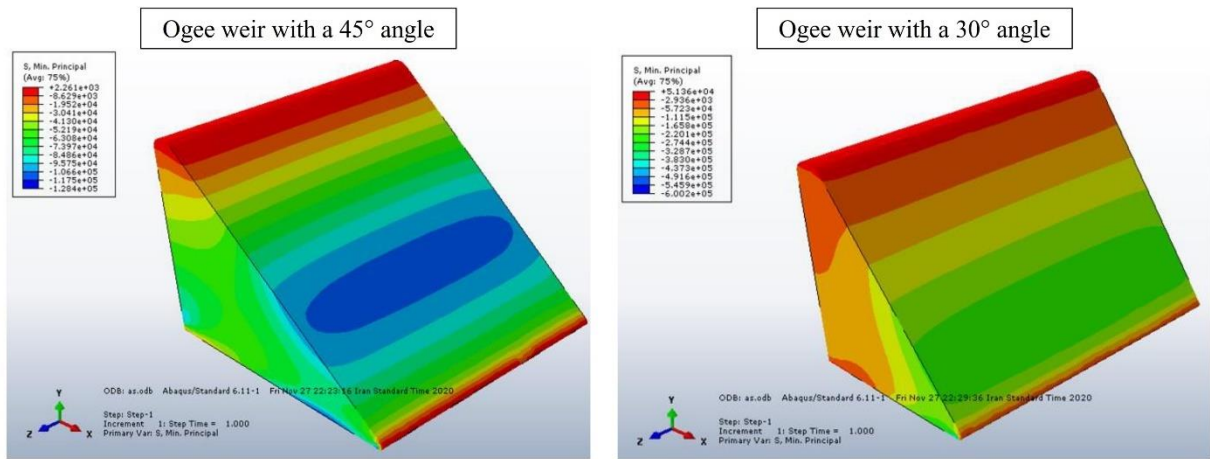 Ogee weir with a 45° angle
S, Min. Principal
(Avg: 75%)
+2.261e+03
-8.629e+03
-1.952e+04
-3.041e+04
-4.130e+04
-5.219e+04
-6.308e+04
-7.397e+04
-8.486e+04
-9.575e+04
-1.066e+05
-1.175e+05
-1.284e+05
Y
Z
X
ODB: as.odb Abaqus/Standard 6.11-1 Fri Nov 27 22:23:16 Iran Standard Time 2020
Step: Step-1
Increment 1: Step Time = 1.000
Primary Var: S, Min. Principal
Ogee weir with a 30° angle
S, Min. Principal
(Avg: 75%)
+5.136e+04
-2.936e+03
-5.723e+04
-1.115e+05
-1.658e+05
-2.201e+05
-2.744e+05
-3.287e+05
-3.830e+05
-4.373e+05
-4.916e+05
-5.459e+05
-6.002e+05
Y
Z
X
ODB: as.odb Abaqus/Standard 6.11-1 Fri Nov 27 22:29:36 Iran Standard Time 2020
Step: Step-1
Increment 1: Step Time = 1.000
Primary Var: S, Min. Principal